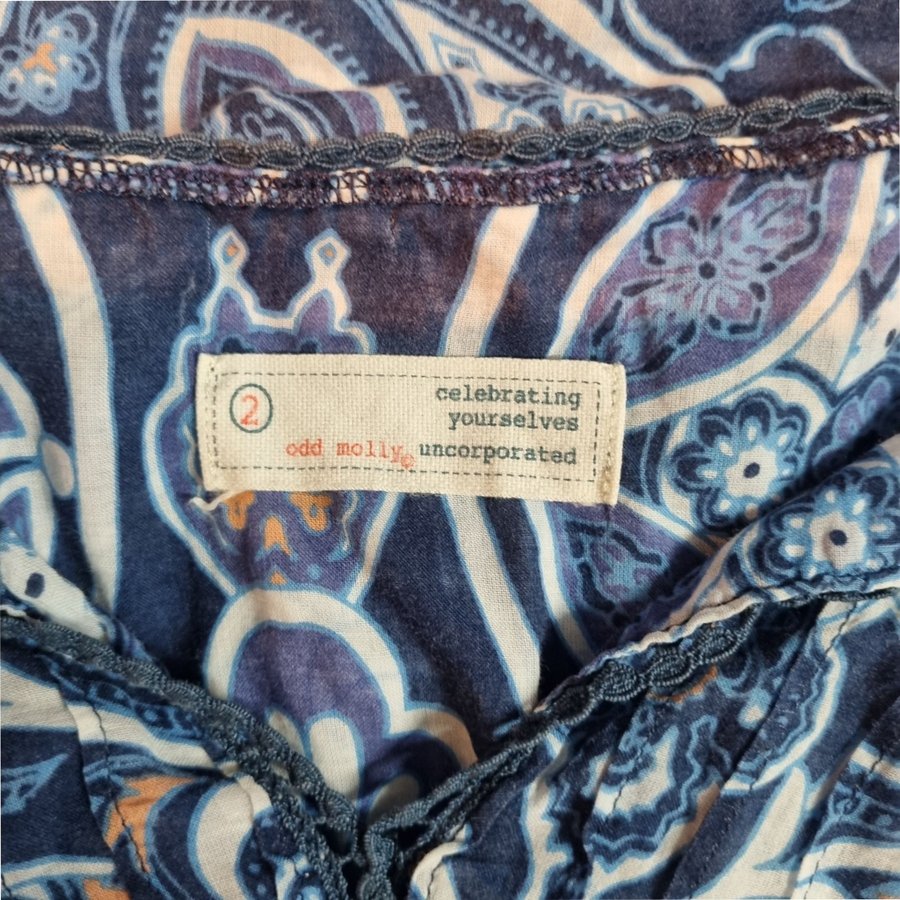 2
celebrating
yourselves
odd molly© uncorporated